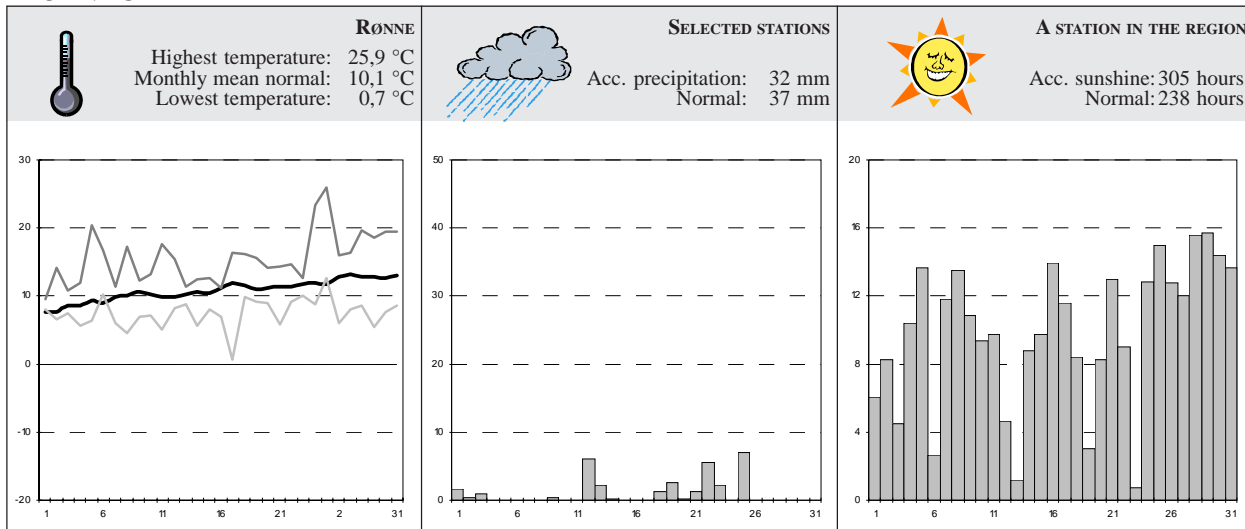 RØNNE
Highest temperature: 25,9 °C
Monthly mean normal: 10,1 °C
Lowest temperature: 0,7 °C
SELECTED STATIONS
Acc. precipitation: 32 mm
Normal: 37 mm
A STATION IN THE REGION
Acc. sunshine: 305 hours
Normal: 238 hours
30
20
10
0
-10
-20
1 6 11 16 21 2 31
50
40
30
20
10
0
1 6 11 16 21 26 31
20
16
12
8
4
0
1 6 11 16 21 26 31